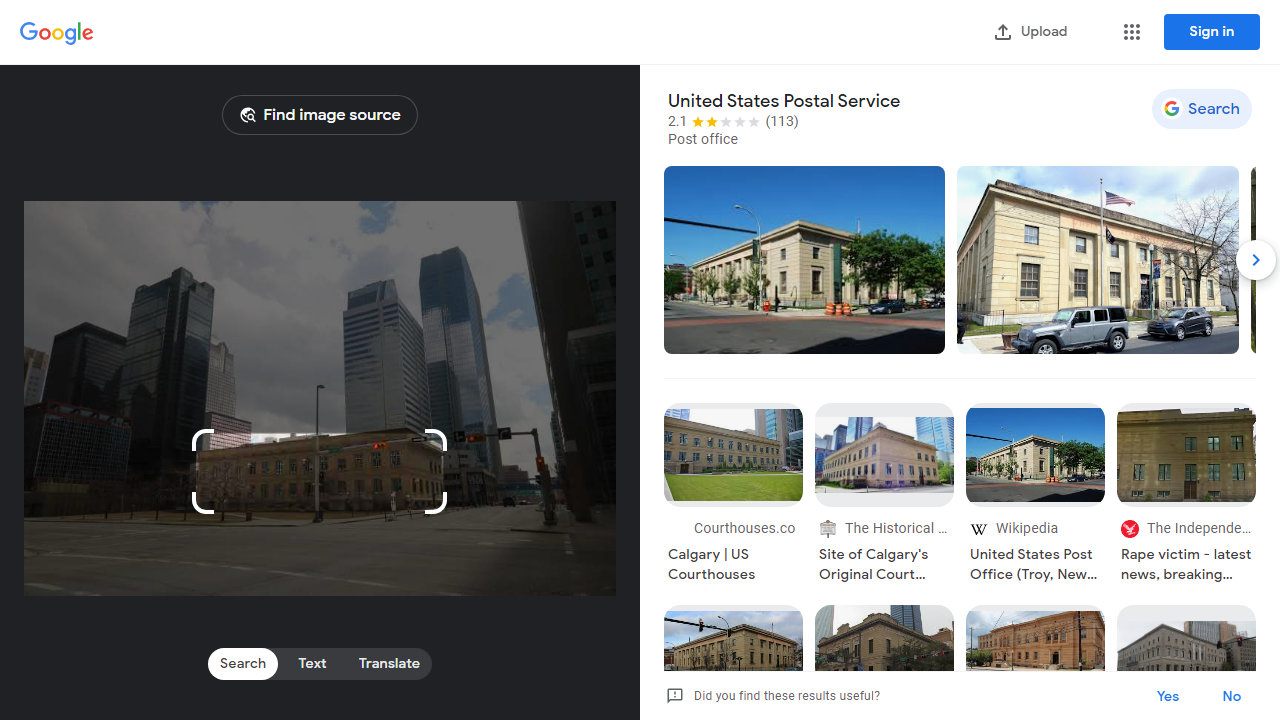 Google
Upload
Sign in
Find image source
United States Postal Service
2.1 (113)
Post office
Search
Courthouses.co
Calgary | US
Courthouses
The Historical ...
Site of Calgary's
Original Court...
Wikipedia
United States Post
Office (Troy, New...
The Independe...
Rape victim - latest
news, breaking...
Search Text Translate
Did you find these results useful?
Yes
No